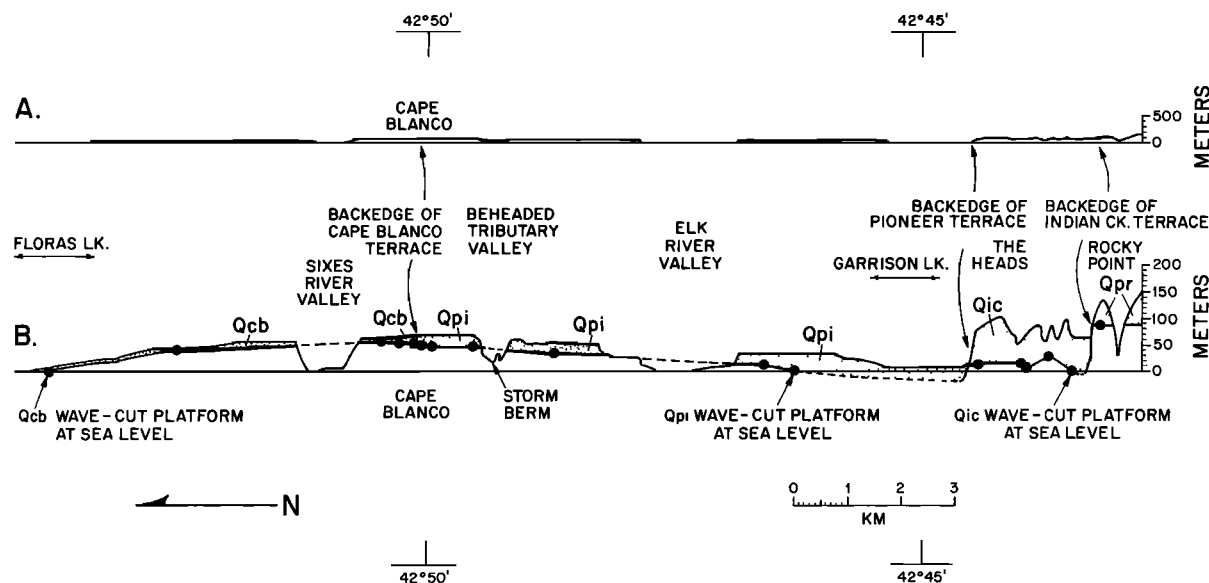 42°50' 42°45'
A.
CAPE
BLANCO
500
0
METERS
BACKEDGE OF
CAPE BLANCO
TERRACE
BEHEADED
TRIBUTARY
VALLEY
BACKEDGE OF
PIONEER TERRACE
BACKEDGE OF
INDIAN CK. TERRACE
FLORAS LK.
SIXES
RIVER
VALLEY
ELK
RIVER
VALLEY
GARRISON LK.
THE
HEADS
ROCKY
POINT
200
150
100
50
0
METERS
B.
Qcb
Qcb
Qpi
Qpi
Qpi
Qic
Qpr
Qcb WAVE-CUT PLATFORM
AT SEA LEVEL
CAPE
BLANCO
STORM
BERM
Qpi WAVE-CUT PLATFORM
AT SEA LEVEL
Qic WAVE-CUT PLATFORM
AT SEA LEVEL
N
0 1 2 3
KM
42°50' 42°45'